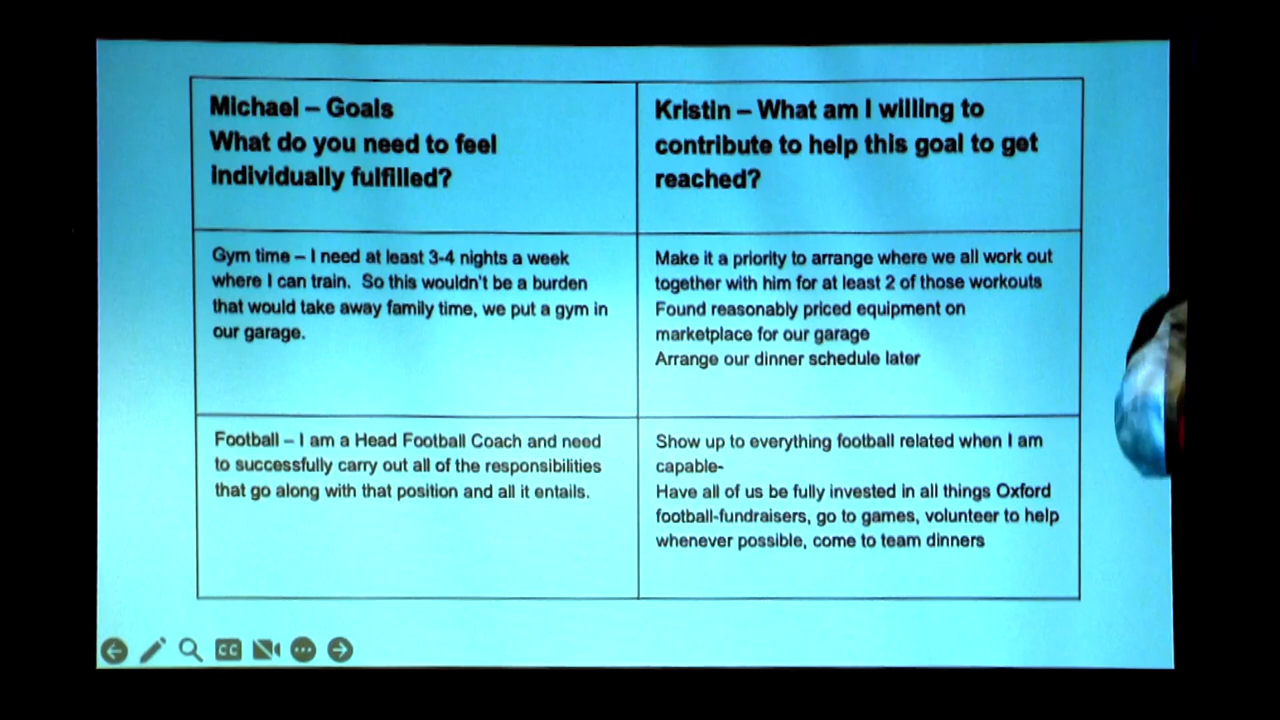 Michael – Goals
What do you need to feel
individually fulfilled?
Kristin – What am I willing to
contribute to help this goal to get
reached?
Gym time – I need at least 3-4 nights a week
where I can train.  So this wouldn't be a burden
that would take away family time, we put a gym in
our garage.
Make it a priority to arrange where we all work out
together with him for at least 2 of those workouts
Found reasonably priced equipment on
marketplace for our garage
Arrange our dinner schedule later
Football – I am a Head Football Coach and need
to successfully carry out all of the responsibilities
that go along with that position and all it entails.
Show up to everything football related when I am
capable-
Have all of us be fully invested in all things Oxford
football-fundraisers, go to games, volunteer to help
whenever possible, come to team dinners
CC